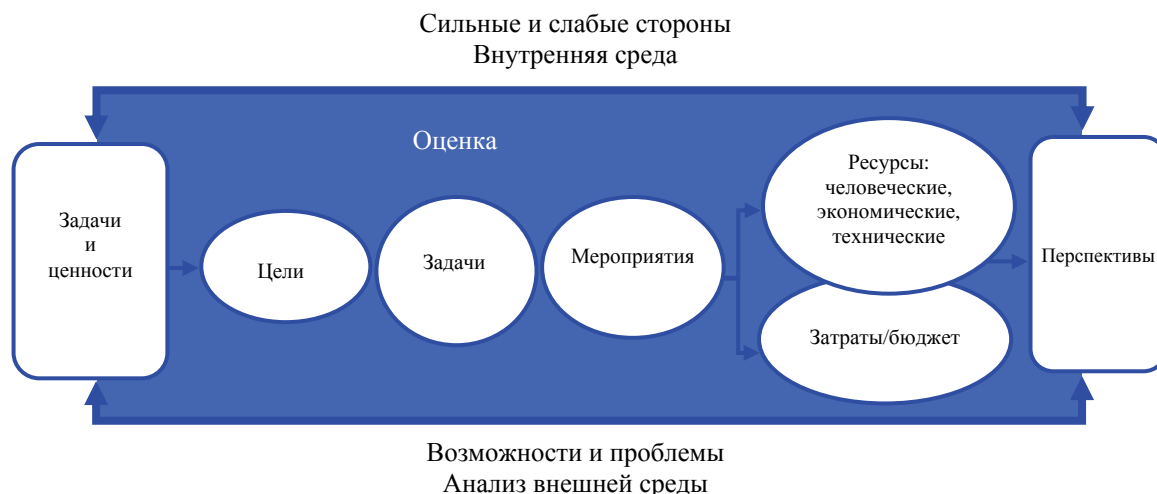 Сильные и слабые стороны
Внутренняя среда
Оценка
Задачи
и
ценности
Цели
Задачи
Мероприятия
Ресурсы:
человеческие,
экономические,
технические
Затраты/бюджет
Перспективы
Возможности и проблемы
Анализ внешней среды